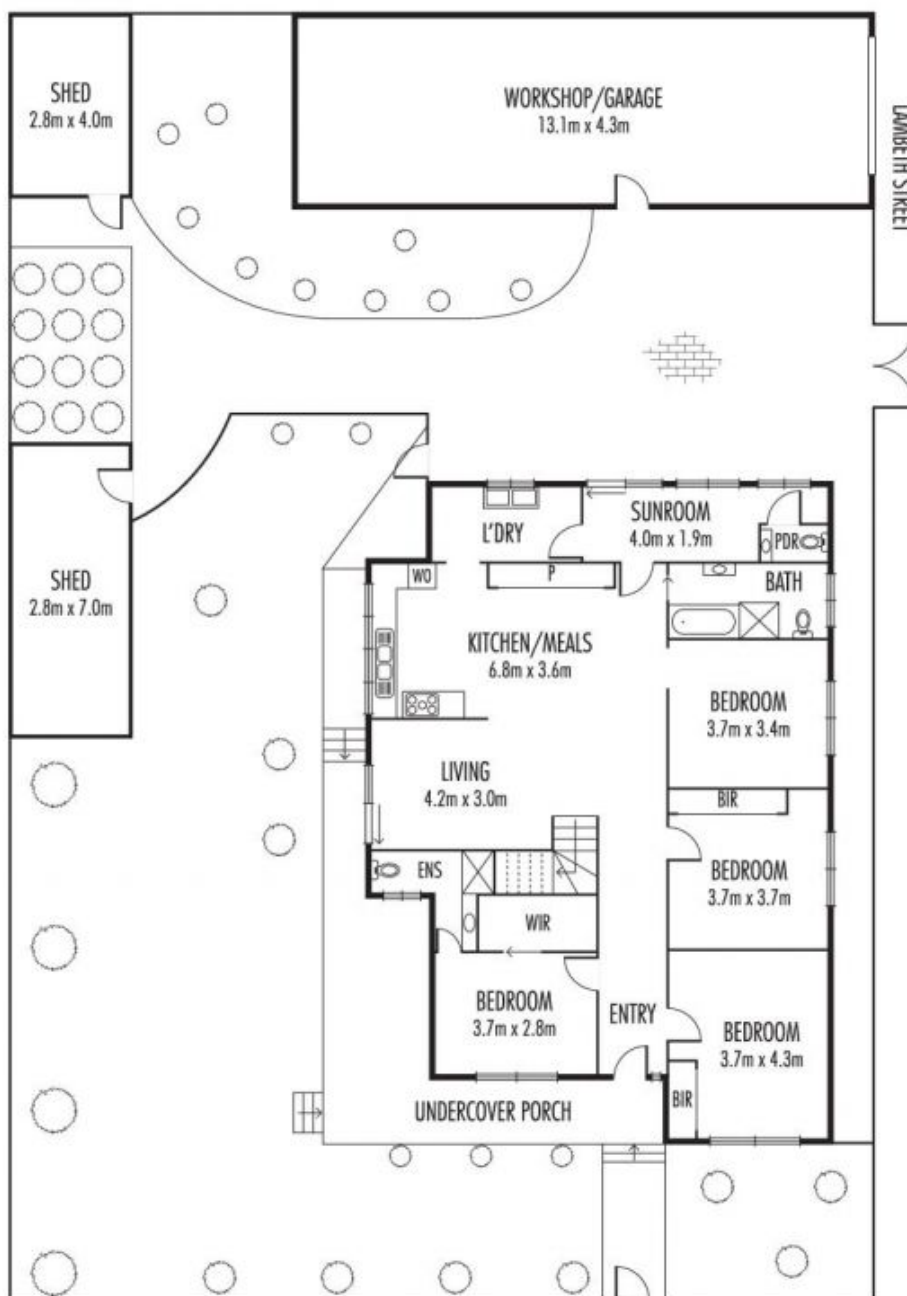 SHED
2.8m x 4.0m
WORKSHOP/GARAGE
13.1m x 4.3m
LAMBETH STREET
SHED
2.8m x 7.0m
L'DRY
SUNROOM
4.0m x 1.9m
PDR
WO
P
BATH
KITCHEN/MEALS
6.8m x 3.6m
BEDROOM
3.7m x 3.4m
LIVING
4.2m x 3.0m
BIR
ENS
BEDROOM
3.7m x 3.7m
WIR
BEDROOM
3.7m x 2.8m
ENTRY
BEDROOM
3.7m x 4.3m
BIR
UNDERCOVER PORCH